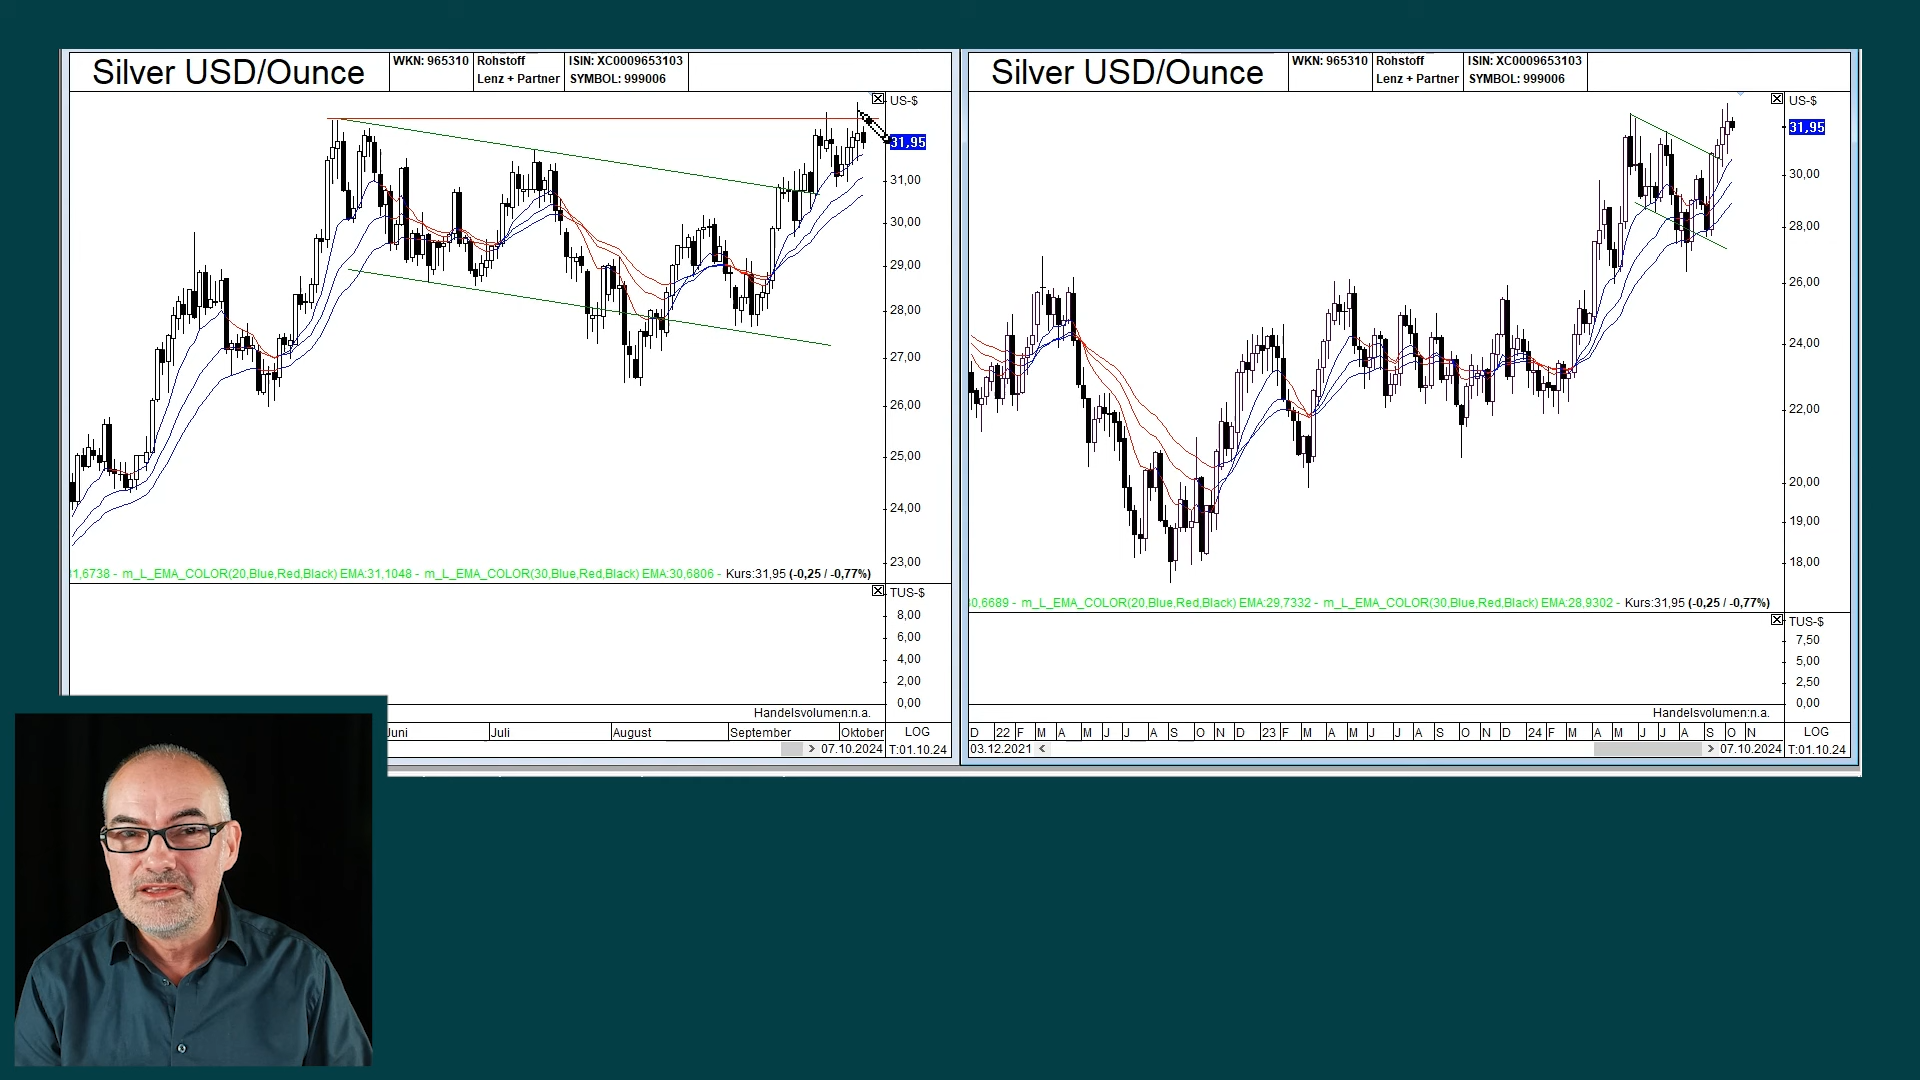 Silver USD/Ounce
WKN: 965310
Rohstoff
Lenz + Partner
ISIN: XC0009653103
SYMBOL: 999006
US-$
31,95
31,00
30,00
29,00
28,00
27,00
26,00
25,00
24,00
23,00
1,6738 - m_L_EMA_COLOR(20,Blue,Red,Black) EMA:31,1048 - m_L_EMA_COLOR(30,Blue,Red,Black) EMA:30,6806 - Kurs:31,95 (-0,25 / -0,77%)
TUS-$
8,00
6,00
4,00
2,00
0,00
Handelsvolumen:n.a.
Juni Juli August September Oktober LOG
07.10.2024 T:01.10.24
Silver USD/Ounce
WKN: 965310
Rohstoff
Lenz + Partner
ISIN: XC0009653103
SYMBOL: 999006
US-$
31,95
30,00
28,00
26,00
24,00
22,00
20,00
19,00
18,00
0,6689 - m_L_EMA_COLOR(20,Blue,Red,Black) EMA:29,7332 - m_L_EMA_COLOR(30,Blue,Red,Black) EMA:28,9302 - Kurs:31,95 (-0,25 / -0,77%)
TUS-$
7,50
5,00
2,50
0,00
Handelsvolumen:n.a.
D 22 F M A M J J A S O N D 23 F M A M J J A S O N D 24 F M A M J J A S O N LOG
03.12.2021 07.10.2024 T:01.10.24